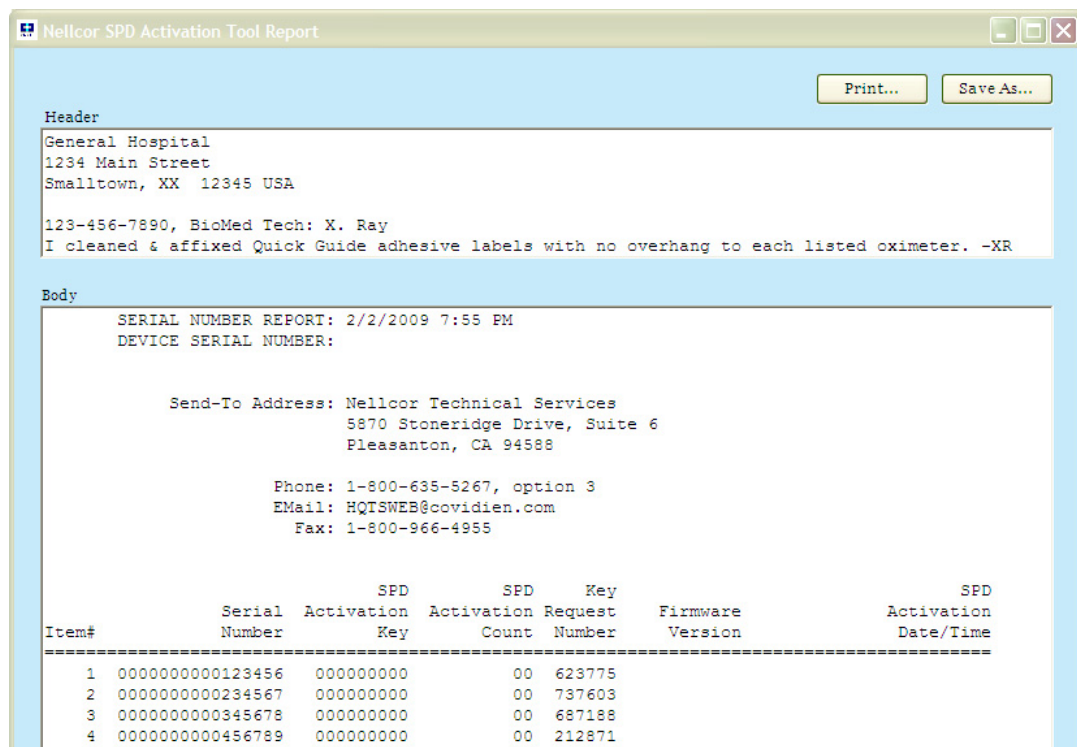 Nellcor SPD Activation Tool Report
Print... Save As...
Header
General Hospital
1234 Main Street
Smalltown, XX 12345 USA
123-456-7890, BioMed Tech: X. Ray
I cleaned & affixed Quick Guide adhesive labels with no overhang to each listed oximeter. -XR
Body
SERIAL NUMBER REPORT: 2/2/2009 7:55 PM
DEVICE SERIAL NUMBER:
Send-To Address: Nellcor Technical Services
5870 Stoneridge Drive, Suite 6
Pleasanton, CA 94588
Phone: 1-800-635-5267, option 3
EMail: HQTSWEB@covidien.com
Fax: 1-800-966-4955
SPD SPD Key SPD
Serial Activation Activation Request Firmware Activation
Item# Number Key Count Number Version Date/Time
==========================================================================================
1 0000000000123456 000000000 00 623775
2 0000000000234567 000000000 00 737603
3 0000000000345678 000000000 00 687188
4 0000000000456789 000000000 00 212871